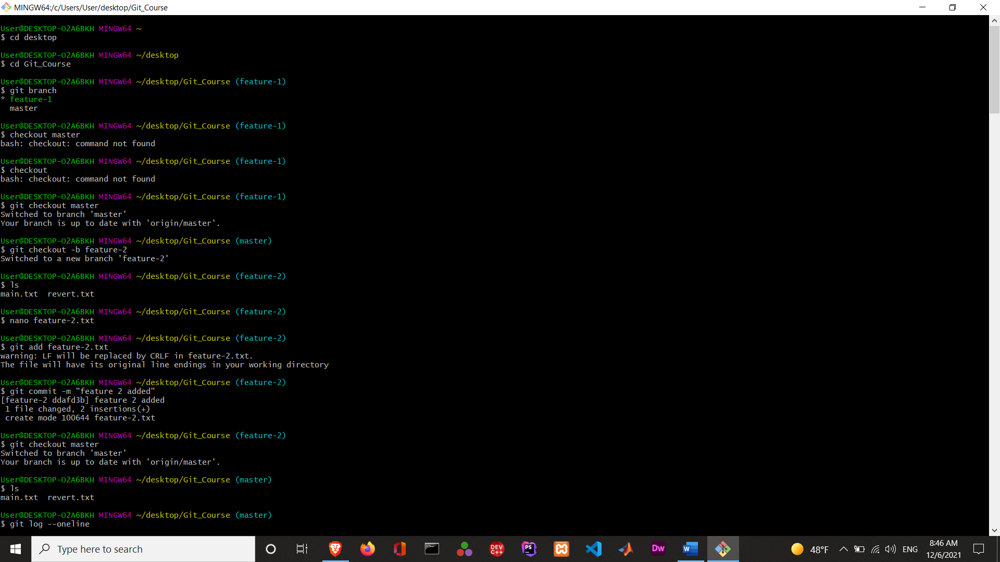 MINGW64:/c/Users/User/desktop/Git_Course
User@DESKTOP-O2A6BKH MINGW64 ~
$ cd desktop
User@DESKTOP-O2A6BKH MINGW64 ~/desktop
$ cd Git_Course
User@DESKTOP-O2A6BKH MINGW64 ~/desktop/Git_Course (feature-1)
$ git branch
* feature-1
  master
User@DESKTOP-O2A6BKH MINGW64 ~/desktop/Git_Course (feature-1)
$ checkout master
bash: checkout: command not found
User@DESKTOP-O2A6BKH MINGW64 ~/desktop/Git_Course (feature-1)
$ checkout
bash: checkout: command not found
User@DESKTOP-O2A6BKH MINGW64 ~/desktop/Git_Course (feature-1)
$ git checkout master
Switched to branch 'master'
Your branch is up to date with 'origin/master'.
User@DESKTOP-O2A6BKH MINGW64 ~/desktop/Git_Course (master)
$ git checkout -b feature-2
Switched to a new branch 'feature-2'
User@DESKTOP-O2A6BKH MINGW64 ~/desktop/Git_Course (feature-2)
$ ls
main.txt  revert.txt
User@DESKTOP-O2A6BKH MINGW64 ~/desktop/Git_Course (feature-2)
$ nano feature-2.txt
User@DESKTOP-O2A6BKH MINGW64 ~/desktop/Git_Course (feature-2)
$ git add feature-2.txt
warning: LF will be replaced by CRLF in feature-2.txt.
The file will have its original line endings in your working directory
User@DESKTOP-O2A6BKH MINGW64 ~/desktop/Git_Course (feature-2)
$ git commit -m "feature 2 added"
[feature-2 ddafd3b] feature 2 added
 1 file changed, 2 insertions(+)
 create mode 100644 feature-2.txt
User@DESKTOP-O2A6BKH MINGW64 ~/desktop/Git_Course (feature-2)
$ git checkout master
Switched to branch 'master'
Your branch is up to date with 'origin/master'.
User@DESKTOP-O2A6BKH MINGW64 ~/desktop/Git_Course (master)
$ ls
main.txt  revert.txt
User@DESKTOP-O2A6BKH MINGW64 ~/desktop/Git_Course (master)
$ git log --oneline
Type here to search
DEV C++
PS
Dw
W
48°F
ENG
8:46 AM
12/6/2021